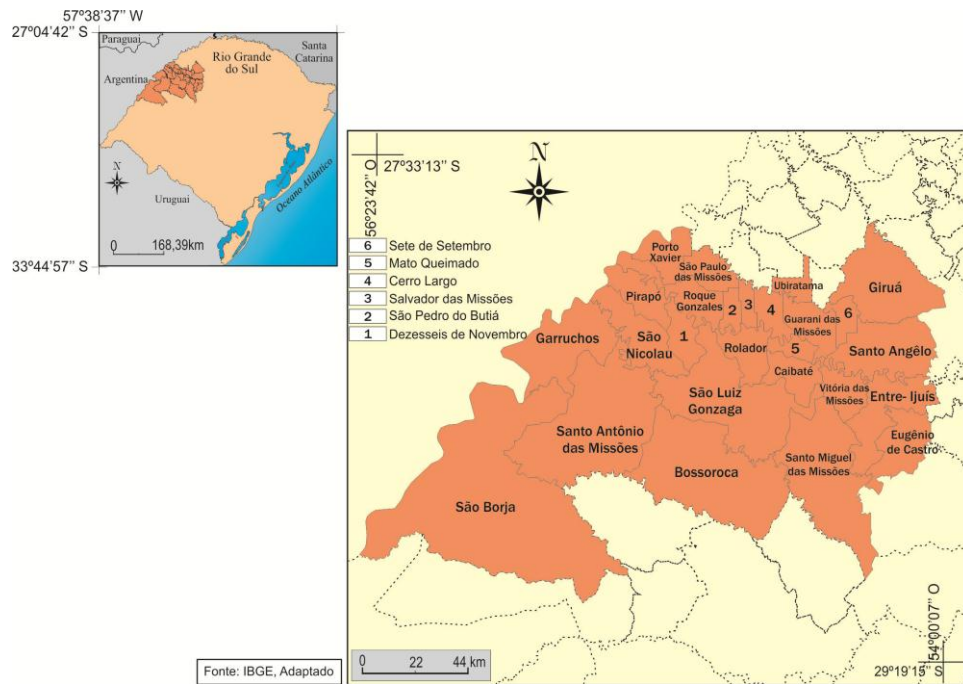 57º38'37'' W
27º04'42'' S
Paraguai
Santa
Catarina
Rio Grande
do Sul
Argentina
N
Uruguai
Oceano Atlântico
0 168,39km
33º44'57'' S
56º23'42'' O
27º33'13'' S
N
6 Sete de Setembro
5 Mato Queimado
4 Cerro Largo
3 Salvador das Missões
2 São Pedro do Butiá
1 Dezesseis de Novembro
Porto
Xavier
São Paulo
das Missões
Ubiratama
Giruá
Pirapó
Roque
Gonzales
2
3
4
6
Guarani das
Missões
Garruchos
São
Nicolau
1
Rolador
5
Santo Angêlo
Caibaté
São Luiz
Gonzaga
Vitória das
Missões
Entre- Ijuís
Santo Antônio
das Missões
Eugênio
de Castro
Santo Miguel
das Missões
Bossoroca
São Borja
54º00'07'' O
0 22 44 km
Fonte: IBGE, Adaptado
29º19'15'' S